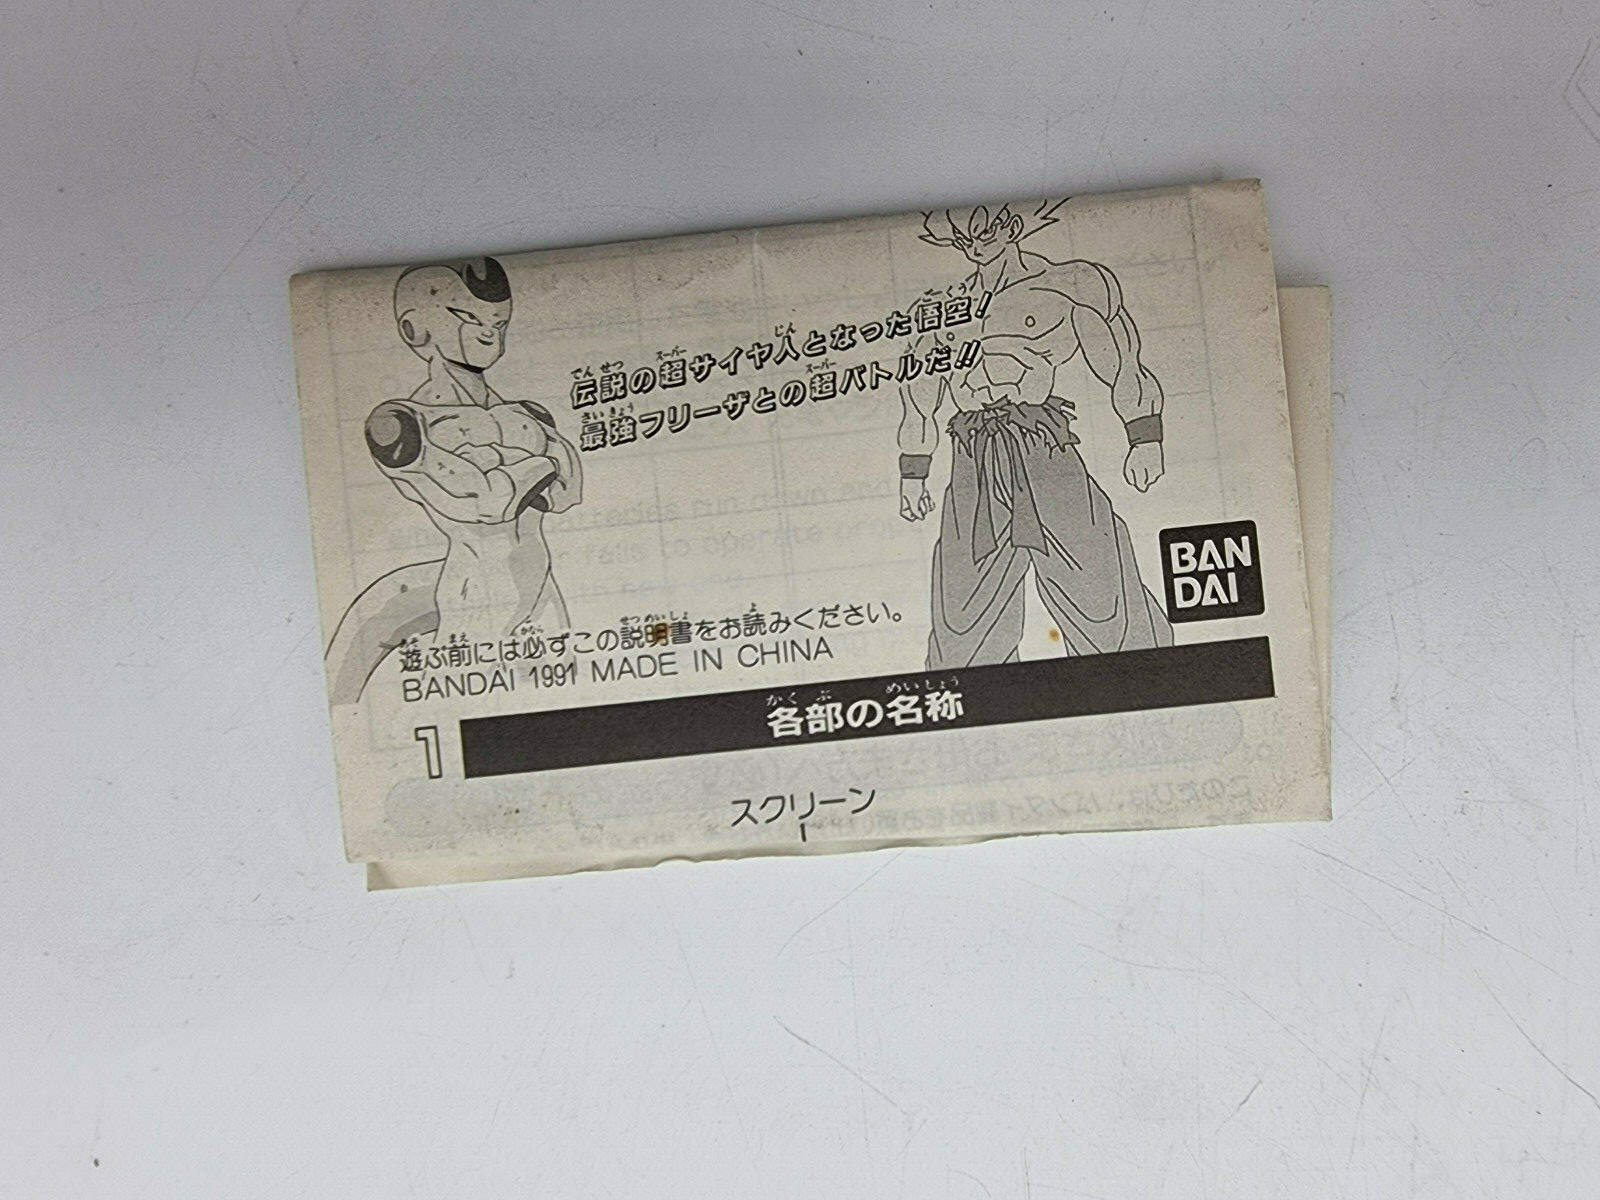 伝説の超サイヤ人となった悟空!
最強フリーザとの超バトルだ!!
BAN
DAI
遊ぶ前には必ずこの説明書をお読みください。
BANDAI 1991 MADE IN CHINA
1 各部の名称
スクリーン